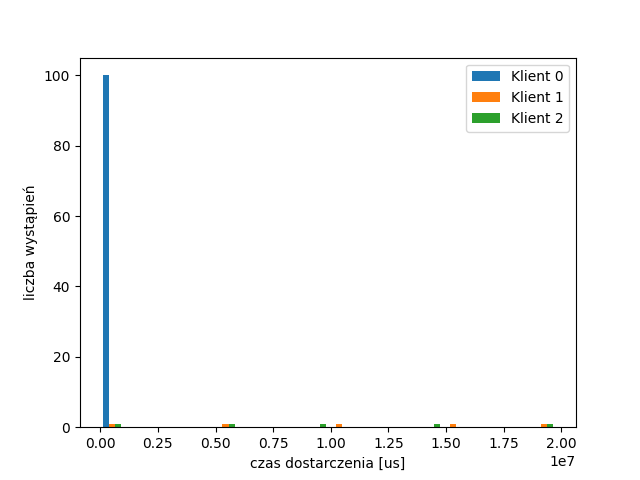 Klient 0
Klient 1
Klient 2
100
80
60
40
20
0
liczba wystąpień
0.00 0.25 0.50 0.75 1.00 1.25 1.50 1.75 2.00
1e7
czas dostarczenia [us]